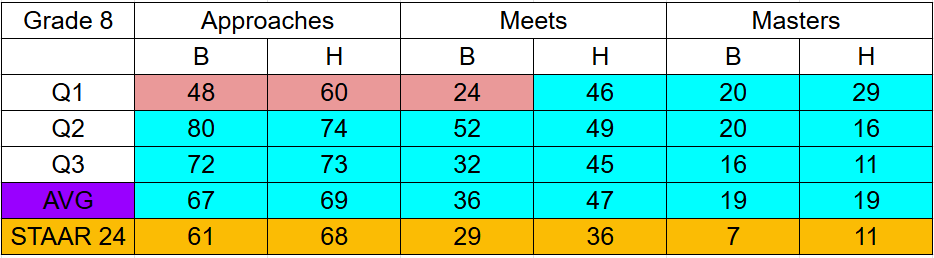 Grade 8 Approaches Meets Masters
B H B H B H
Q1 48 60 24 46 20 29
Q2 80 74 52 49 20 16
Q3 72 73 32 45 16 11
AVG 67 69 36 47 19 19
STAAR 24 61 68 29 36 7 11